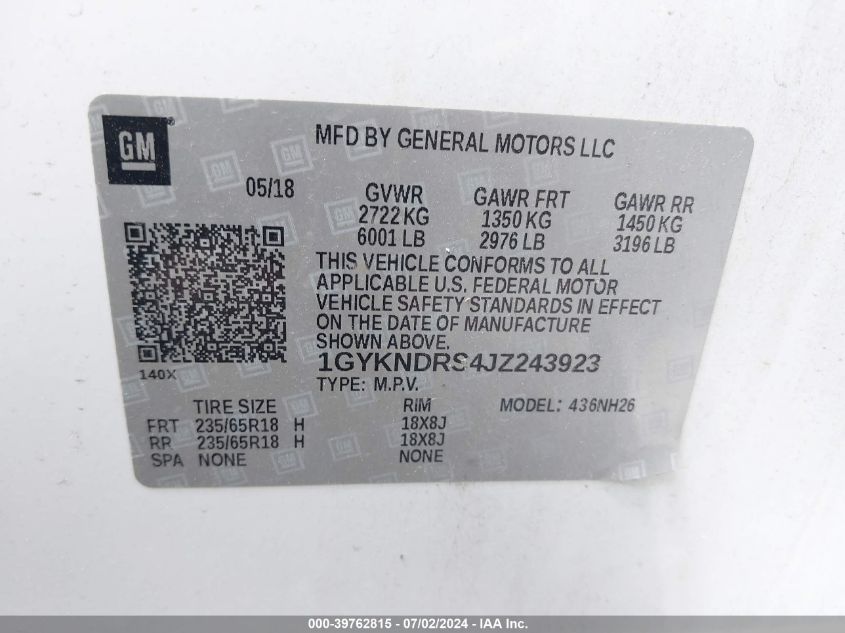 GM
MFD BY GENERAL MOTORS LLC
05/18
GVWR GAWR FRT GAWR RR
2722 KG 1350 KG 1450 KG
6001 LB 2976 LB 3196 LB
THIS VEHICLE CONFORMS TO ALL
APPLICABLE U.S. FEDERAL MOTOR
VEHICLE SAFETY STANDARDS IN EFFECT
ON THE DATE OF MANUFACTURE
SHOWN ABOVE.
1GYKNDRS4JZ243923
140X
TYPE: M.P.V.
TIRE SIZE RIM MODEL: 436NH26
FRT 235/65R18 H 18X8J
RR 235/65R18 H 18X8J
SPA NONE NONE
000-39762815 - 07/02/2024 - IAA Inc.